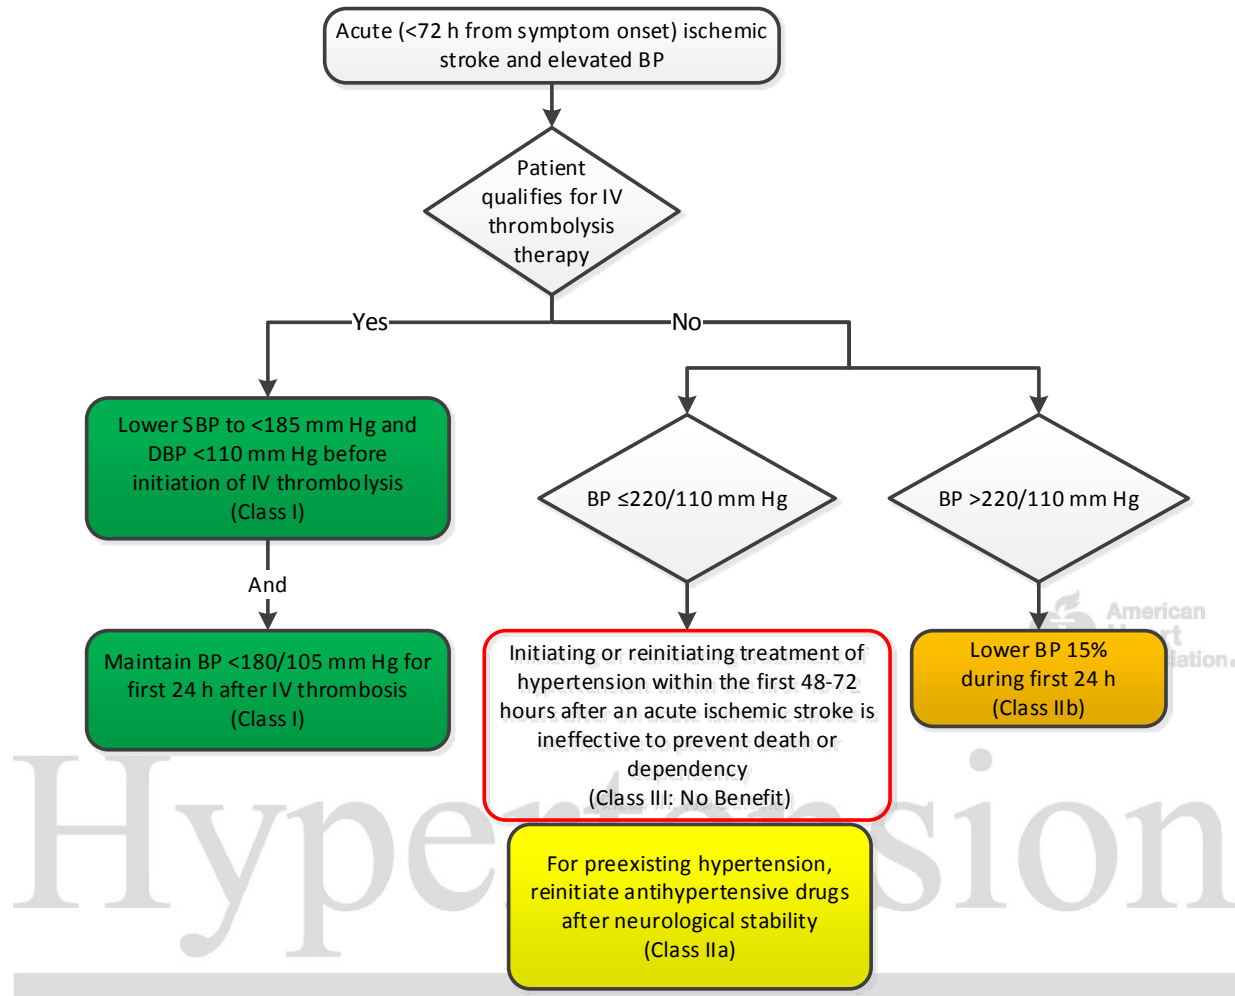 Acute (<72 h from symptom onset) ischemic
stroke and elevated BP
Patient
qualifies for IV
thrombolysis
therapy
Yes
No
Lower SBP to <185 mm Hg and
DBP <110 mm Hg before
initiation of IV thrombolysis
(Class I)
And
Maintain BP <180/105 mm Hg for
first 24 h after IV thrombosis
(Class I)
BP ≤220/110 mm Hg
BP >220/110 mm Hg
Initiating or reinitiating treatment of
hypertension within the first 48-72
hours after an acute ischemic stroke is
ineffective to prevent death or
dependency
(Class III: No Benefit)
For preexisting hypertension,
reinitiate antihypertensive drugs
after neurological stability
(Class IIa)
Lower BP 15%
during first 24 h
(Class IIb)
American
Hypertension